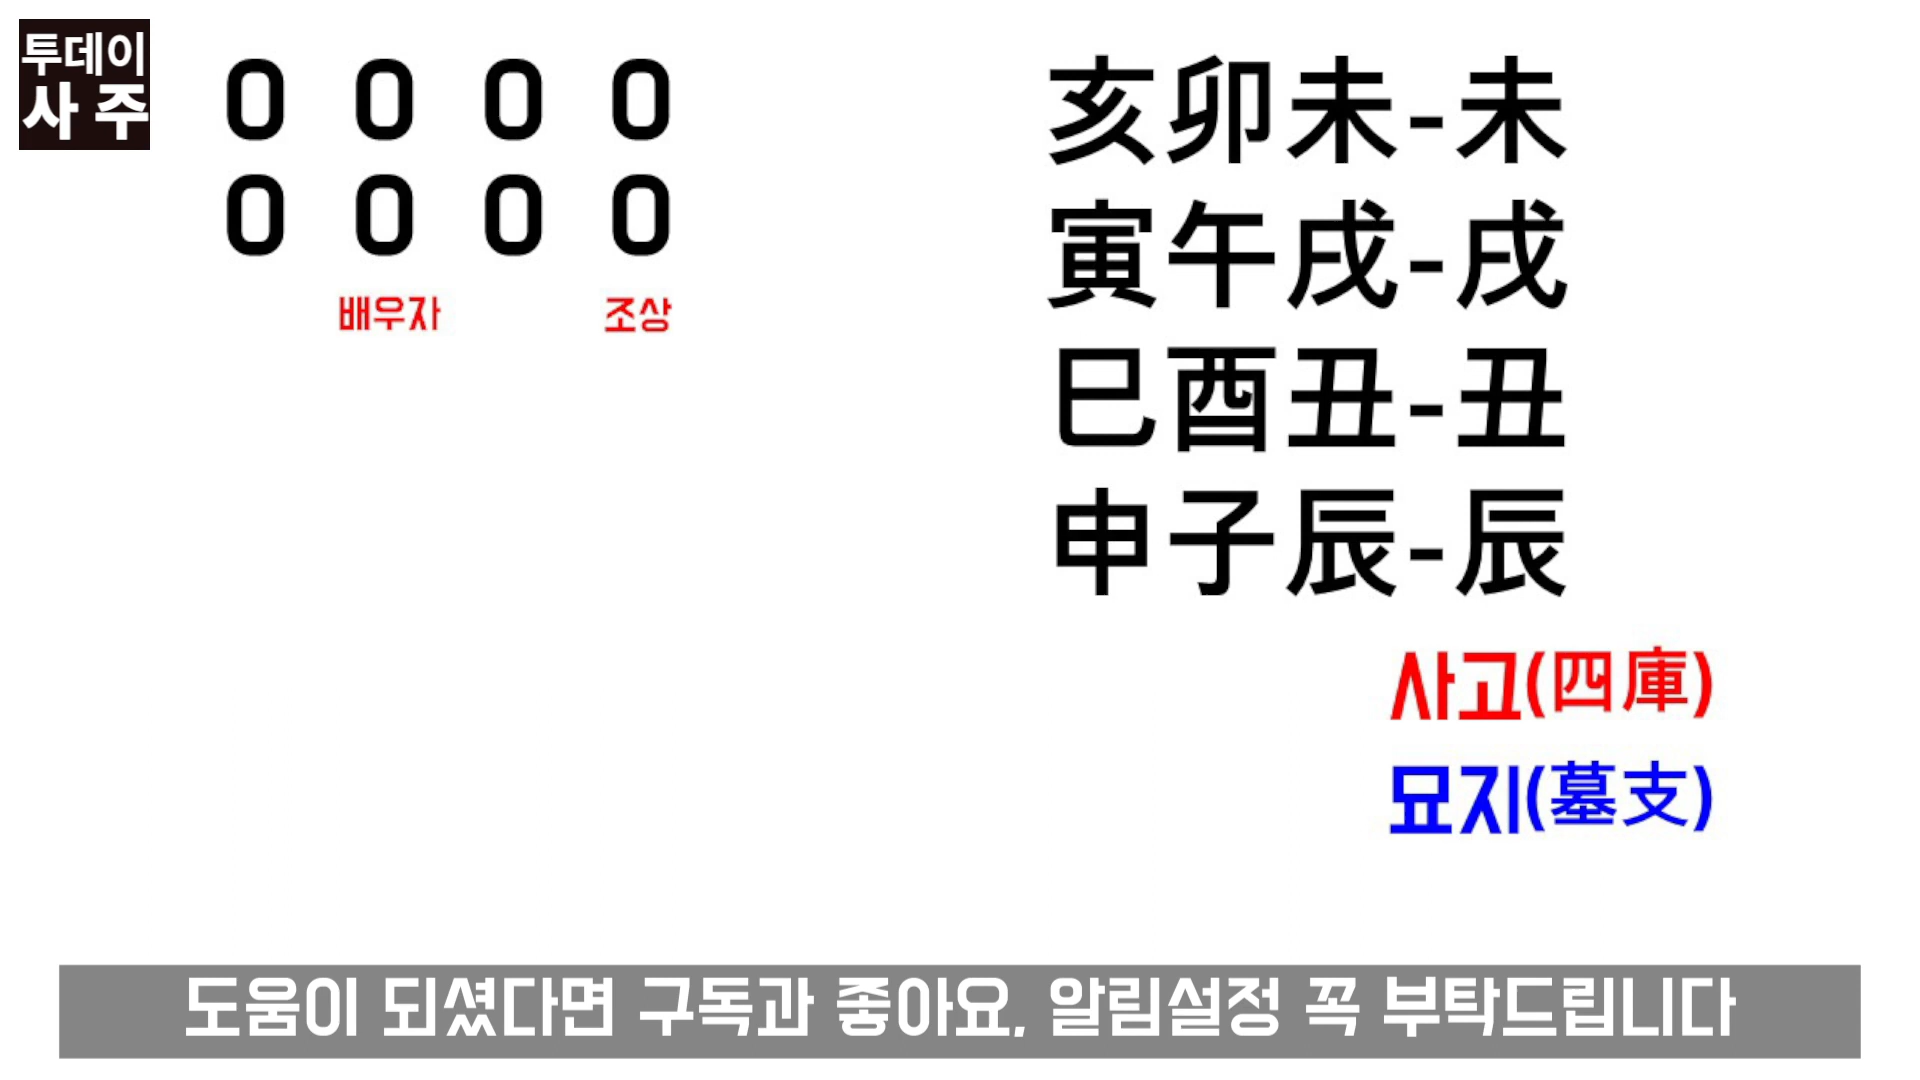 투데이
사 주
0 0 0 0
0 0 0 0
배우자 조상
亥卯未-未
寅午戌-戌
巳酉丑-丑
申子辰-辰
사고(四庫)
묘지(墓支)
도움이 되셨다면 구독과 좋아요, 알림설정 꼭 부탁드립니다